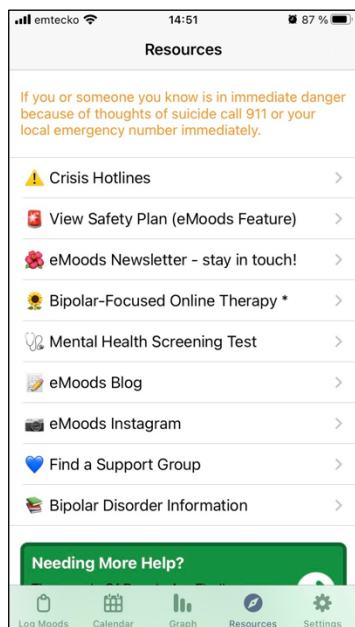 emtecko 14:51 87 %
Resources
If you or someone you know is in immediate danger
because of thoughts of suicide call 911 or your
local emergency number immediately.
Crisis Hotlines
View Safety Plan (eMoods Feature)
eMoods Newsletter - stay in touch!
Bipolar-Focused Online Therapy *
Mental Health Screening Test
eMoods Blog
eMoods Instagram
Find a Support Group
Bipolar Disorder Information
Needing More Help?
Log Moods Calendar Graph Resources Settings